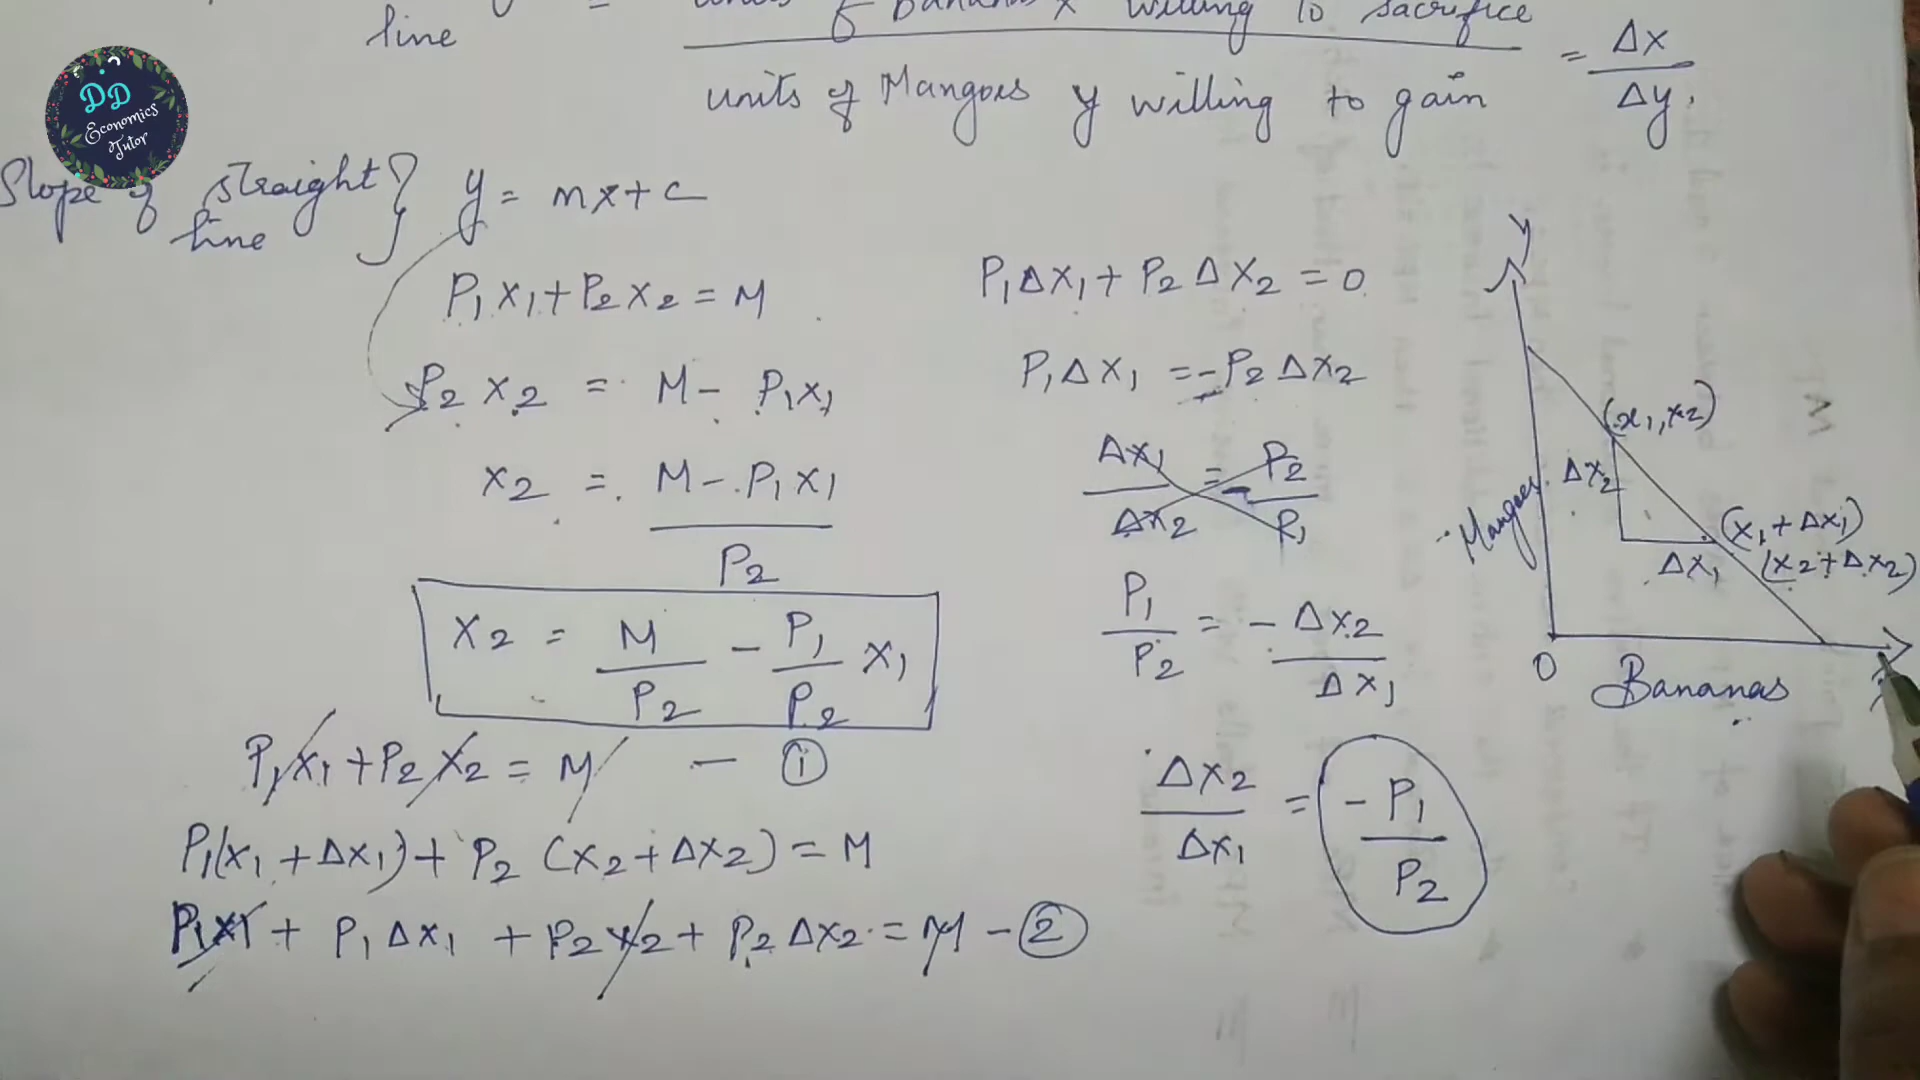 units of Bananas x willing to sacrifice
line = = Δx / Δy
units of Mangoes y willing to gain
DD
Economics
Tutor
Slope of straight line } y = mx + c
P₁x₁ + P₂x₂ = M
P₂x₂ = M - P₁x₁
x₂ = M - P₁x₁ / P₂
x₂ = M/P₂ - P₁/P₂ x₁
P₁x₁ + P₂x₂ = M — ①
P₁(x₁ + Δx₁) + P₂(x₂ + Δx₂) = M
P₁x₁ + P₁Δx₁ + P₂x₂ + P₂Δx₂ = M - ②
P₁Δx₁ + P₂Δx₂ = 0
P₁Δx₁ = -P₂Δx₂
Δx₁/Δx₂ = - P₂/P₁
P₁/P₂ = - Δx₂/Δx₁
Δx₂/Δx₁ = - P₁/P₂
y
(x₁, x₂)
Δx₂
Mangoes
(x₁ + Δx₁)
(x₂ + Δx₂)
Δx₁
0
Bananas